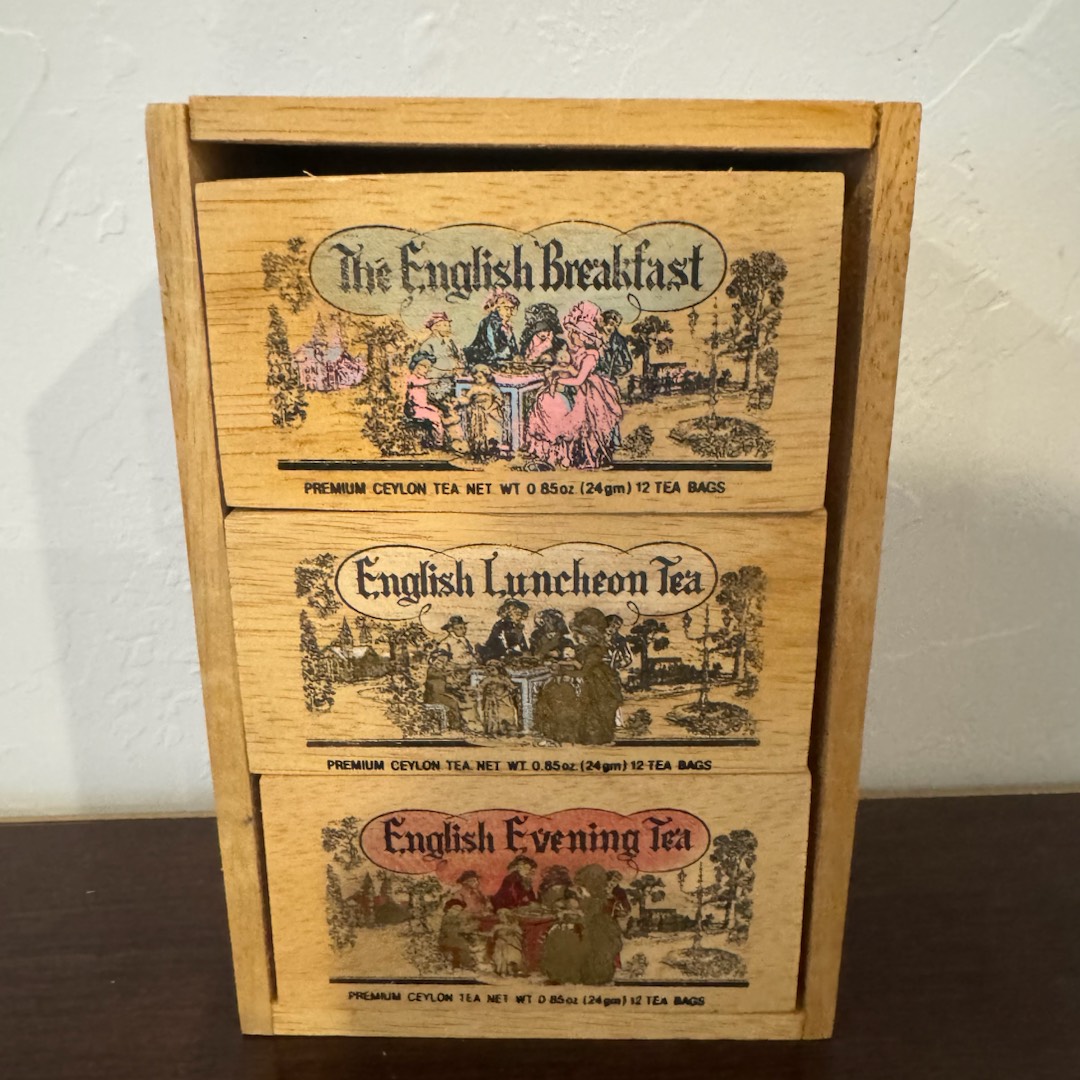 The English Breakfast
PREMIUM CEYLON TEA NET WT 0 85oz (24gm) 12 TEA BAGS
English Luncheon Tea
PREMIUM CEYLON TEA NET WT 0.85oz (24gm) 12 TEA BAGS
English Evening Tea
PREMIUM CEYLON TEA NET WT 0 85oz (24gm) 12 TEA BAGS